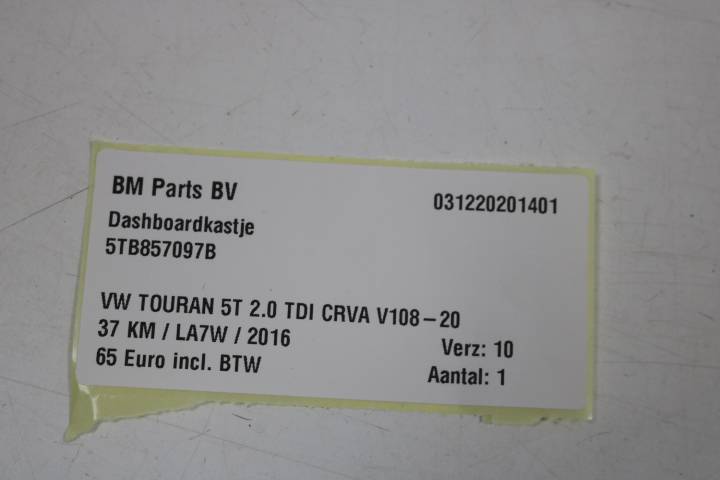 BM Parts BV 031220201401
Dashboardkastje
5TB857097B
VW TOURAN 5T 2.0 TDI CRVA V108-20
37 KM / LA7W / 2016 Verz: 10
65 Euro incl. BTW Aantal: 1